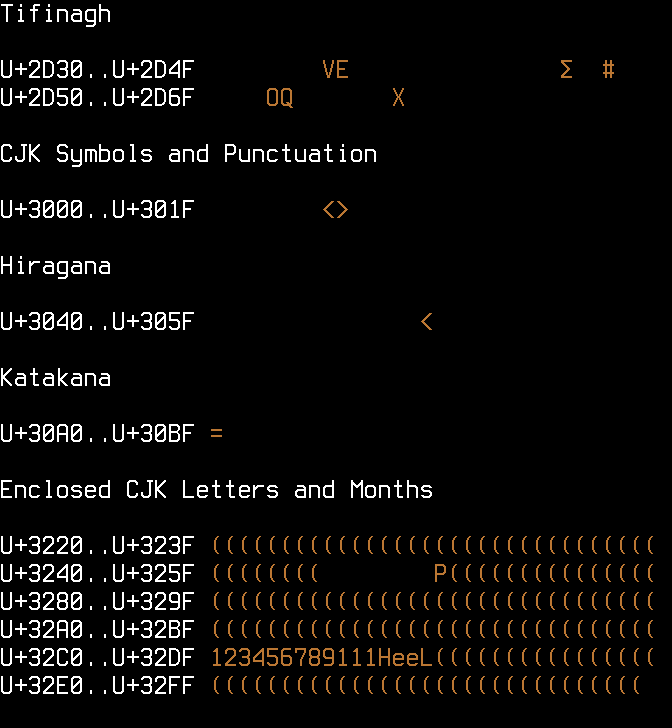 Tifinagh
U+2D30..U+2D4F         VE               Σ  #
U+2D50..U+2D6F     OQ       X
CJK Symbols and Punctuation
U+3000..U+301F         <>
Hiragana
U+3040..U+305F                <
Katakana
U+30A0..U+30BF =
Enclosed CJK Letters and Months
U+3220..U+323F ((((((((((((((((((((((((((((((((
U+3240..U+325F ((((((((        P(((((((((((((((
U+3280..U+329F ((((((((((((((((((((((((((((((((
U+32A0..U+32BF ((((((((((((((((((((((((((((((((
U+32C0..U+32DF 123456789111HeeL((((((((((((((((
U+32E0..U+32FF (((((((((((((((((((((((((((((((